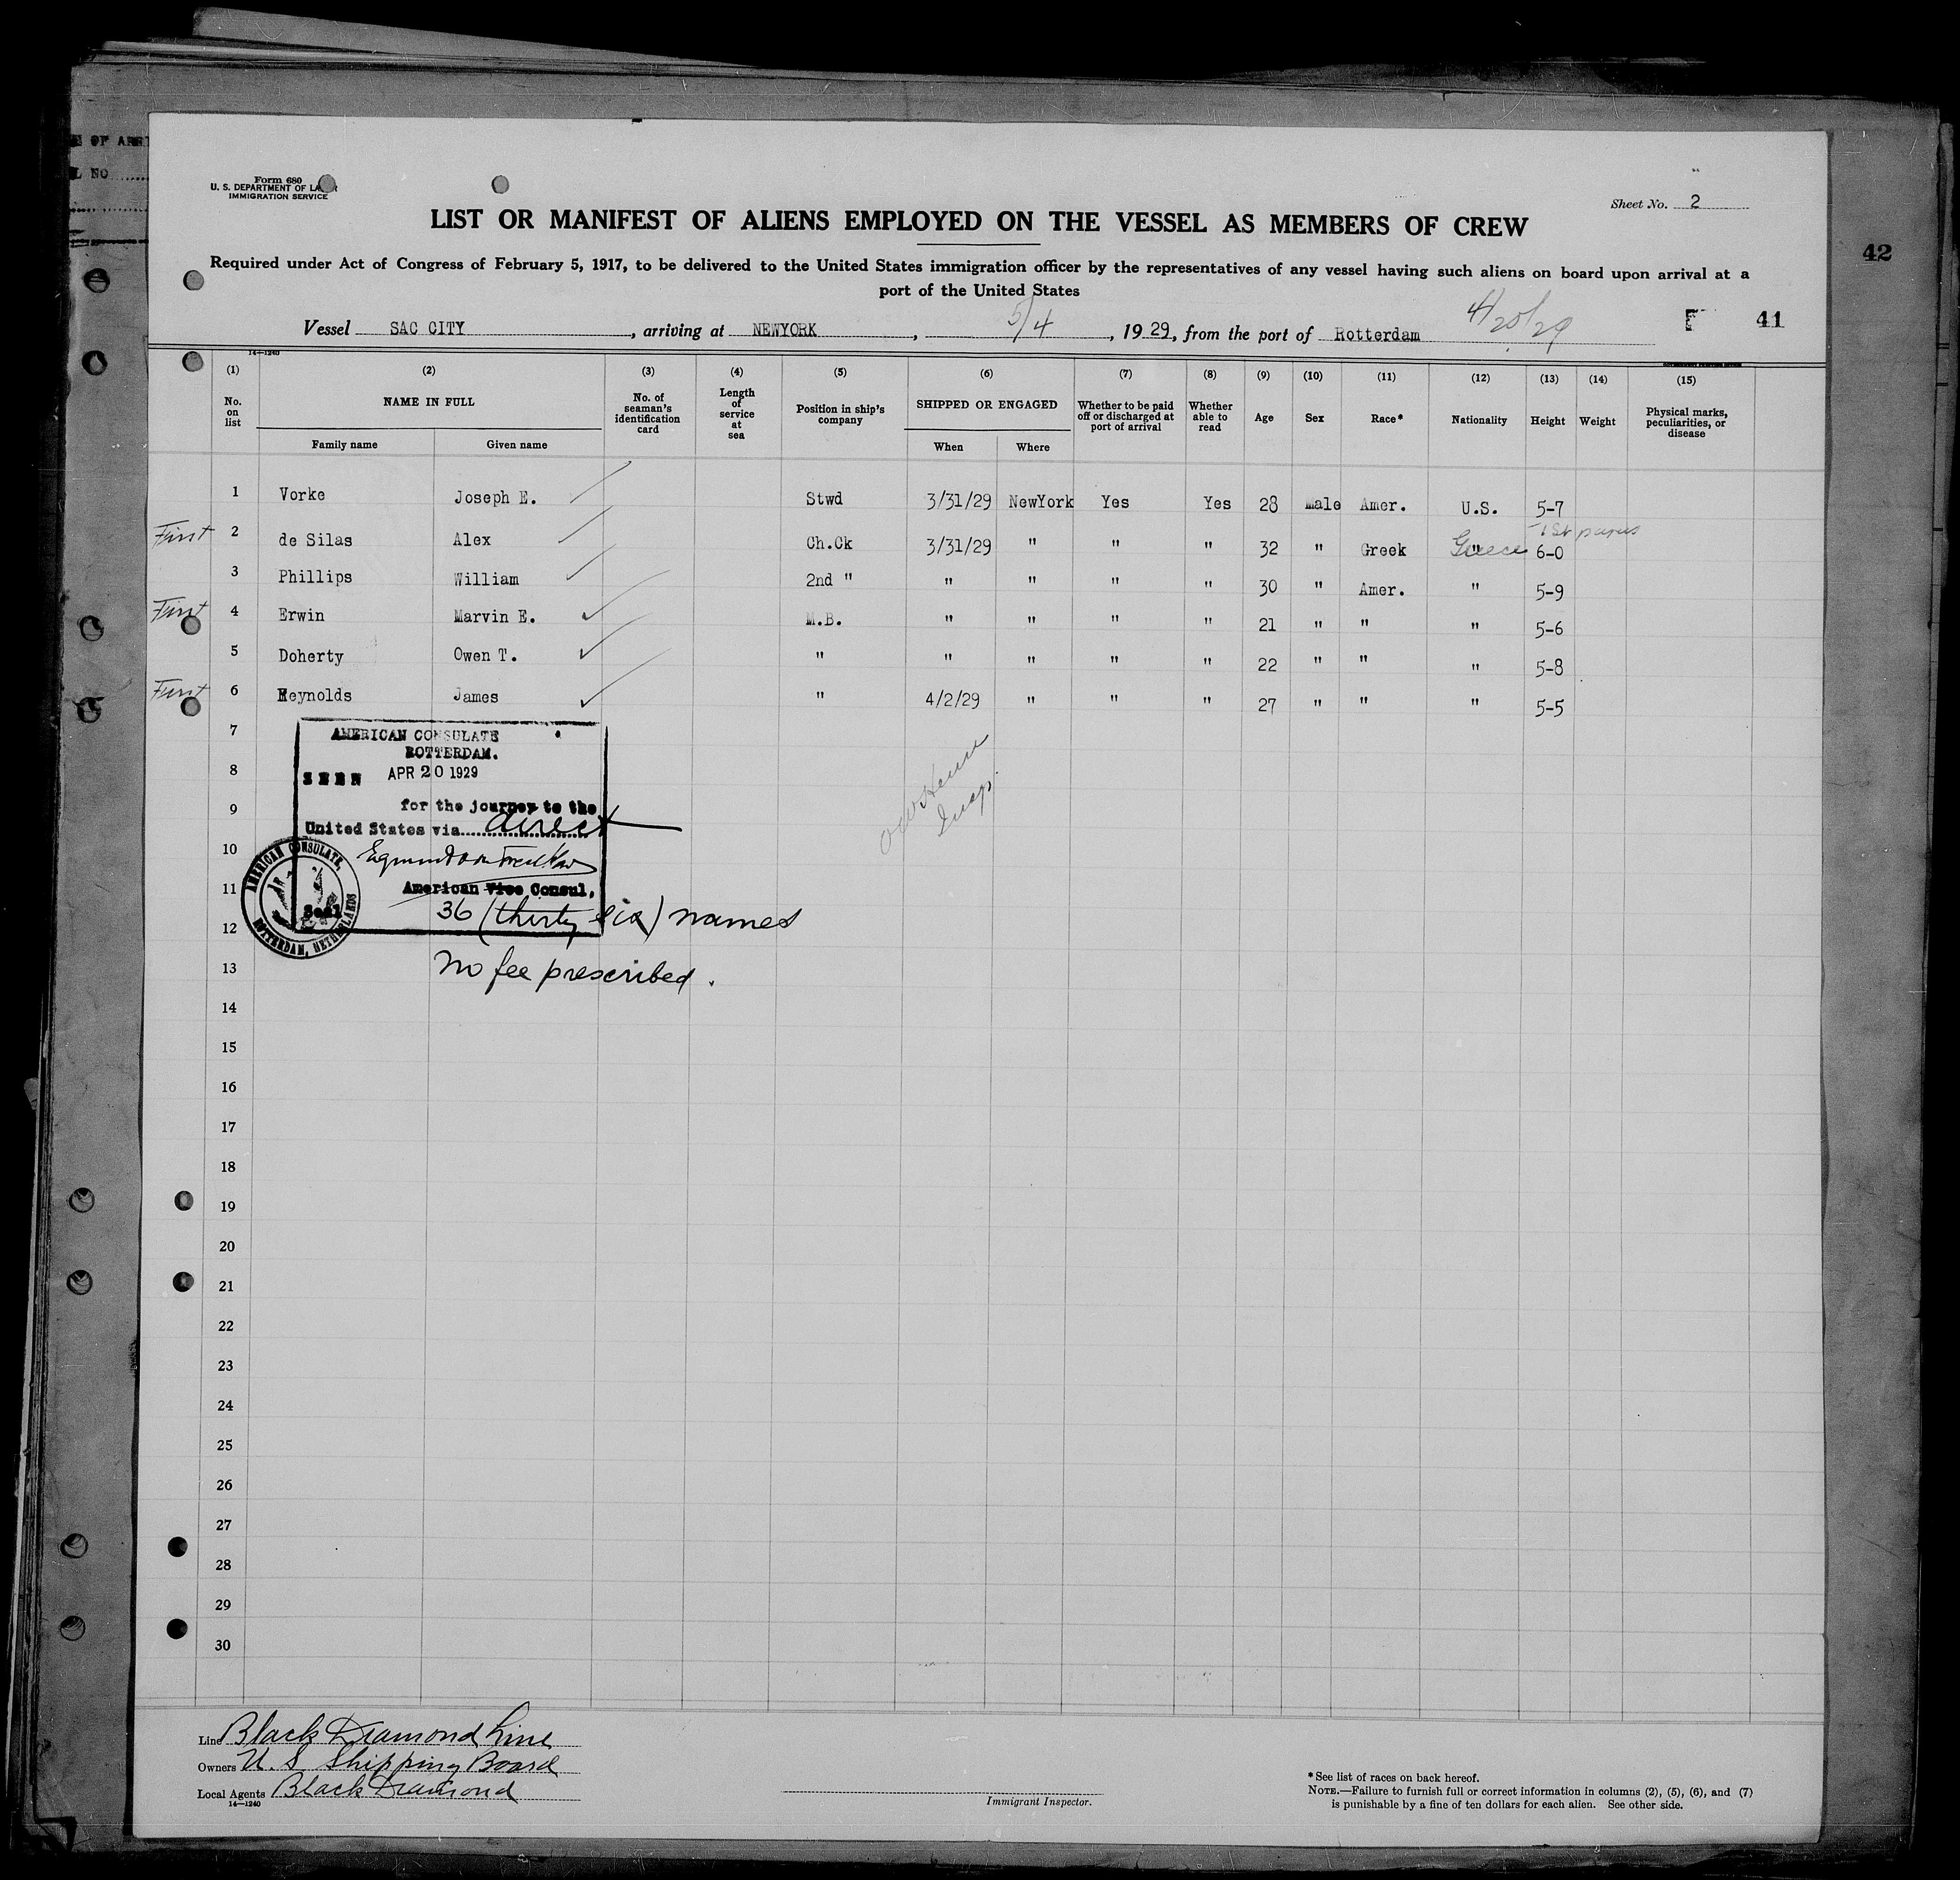 E OF ARRI
L NO
Form 680
U. S. DEPARTMENT OF LABOR
IMMIGRATION SERVICE
Sheet No. 2
LIST OR MANIFEST OF ALIENS EMPLOYED ON THE VESSEL AS MEMBERS OF CREW
42
Required under Act of Congress of February 5, 1917, to be delivered to the United States immigration officer by the representatives of any vessel having such aliens on board upon arrival at a
port of the United States
Vessel SAC CITY, arriving at NEWYORK, 5/4, 1929, from the port of Rotterdam 4/20/29
41
14—1240
(1) (2) (3) (4) (5) (6) (7) (8) (9) (10) (11) (12) (13) (14) (15)
No. on list
NAME IN FULL
Family name Given name
No. of seaman's identification card
Length of service at sea
Position in ship's company
SHIPPED OR ENGAGED
When Where
Whether to be paid off or discharged at port of arrival
Whether able to read
Age
Sex
Race*
Nationality
Height
Weight
Physical marks, peculiarities, or disease
1 Vorke Joseph E. Stwd 3/31/29 NewYork Yes Yes 28 Male Amer. U.S. 5-7
1st papers
First 2 de Silas Alex Ch.Ck 3/31/29 " " " 32 " Greek " Greece 6-0
3 Phillips William 2nd " " " " " 30 " Amer. " 5-9
First 4 Erwin Marvin E. M.B. " " " " 21 " " " 5-6
5 Doherty Owen T. " " " " " 22 " " " 5-8
First 6 Reynolds James " 4/2/29 " " " 27 " " " 5-5
7
8
9
10
11
12
13
14
15
16
17
18
19
20
21
22
23
24
25
26
27
28
29
30
AMERICAN CONSULATE
ROTTERDAM.
SEEN APR 20 1929
for the journey to the
United States via direct
American Vice Consul,
AMERICAN CONSULATE,
ROTTERDAM, NETHERLANDS
Seal
36 (thirty six) names
No fee prescribed.
Insp.
Line Black Diamond Line
Owners U.S Shipping Board
Local Agents Black Diamond
14—1240
Immigrant Inspector.
* See list of races on back hereof.
NOTE.—Failure to furnish full or correct information in columns (2), (5), (6), and (7)
is punishable by a fine of ten dollars for each alien. See other side.